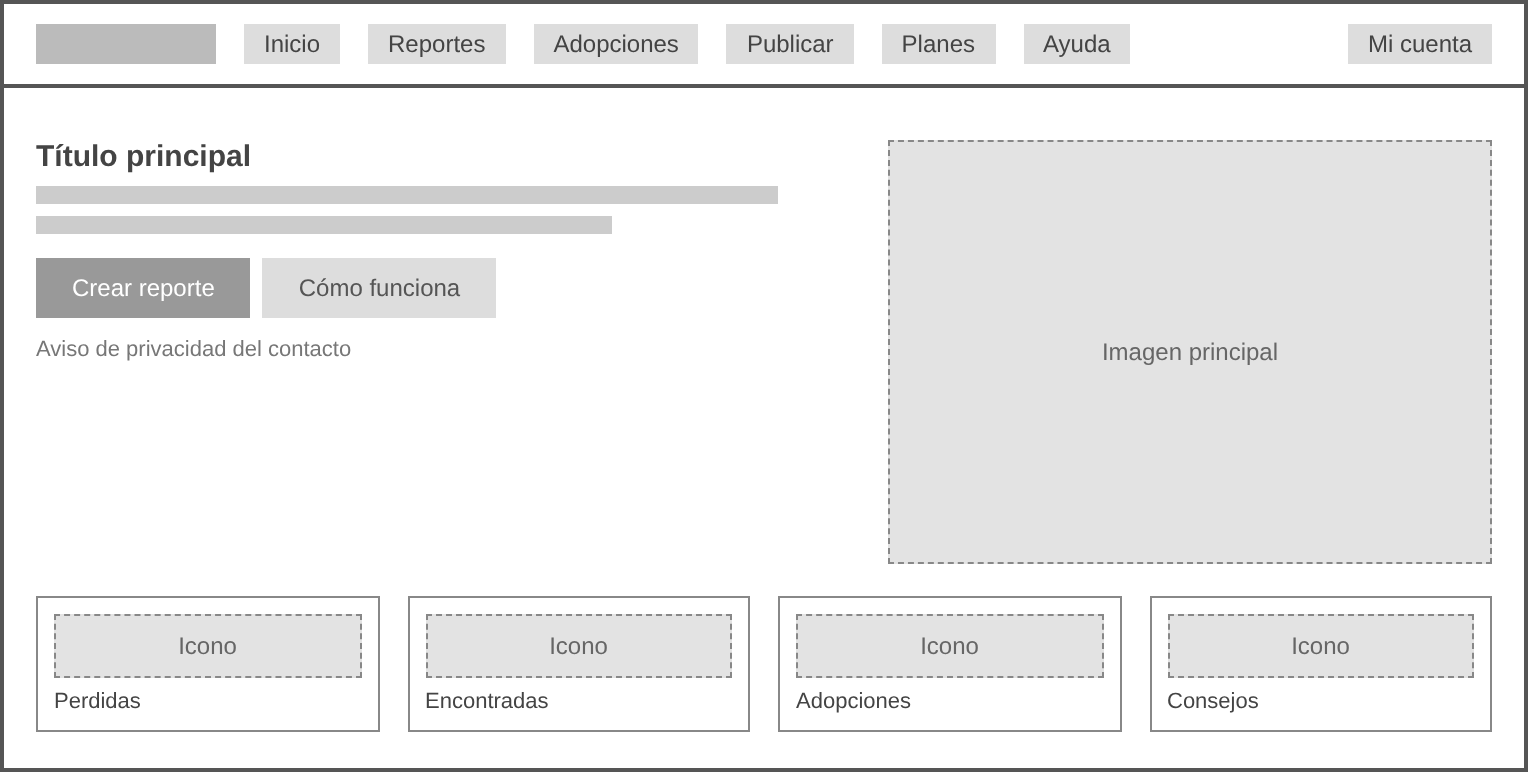 Inicio
Reportes
Adopciones
Publicar
Planes
Ayuda
Mi cuenta
Título principal
Crear reporte
Cómo funciona
Aviso de privacidad del contacto
Imagen principal
Icono
Perdidas
Icono
Encontradas
Icono
Adopciones
Icono
Consejos